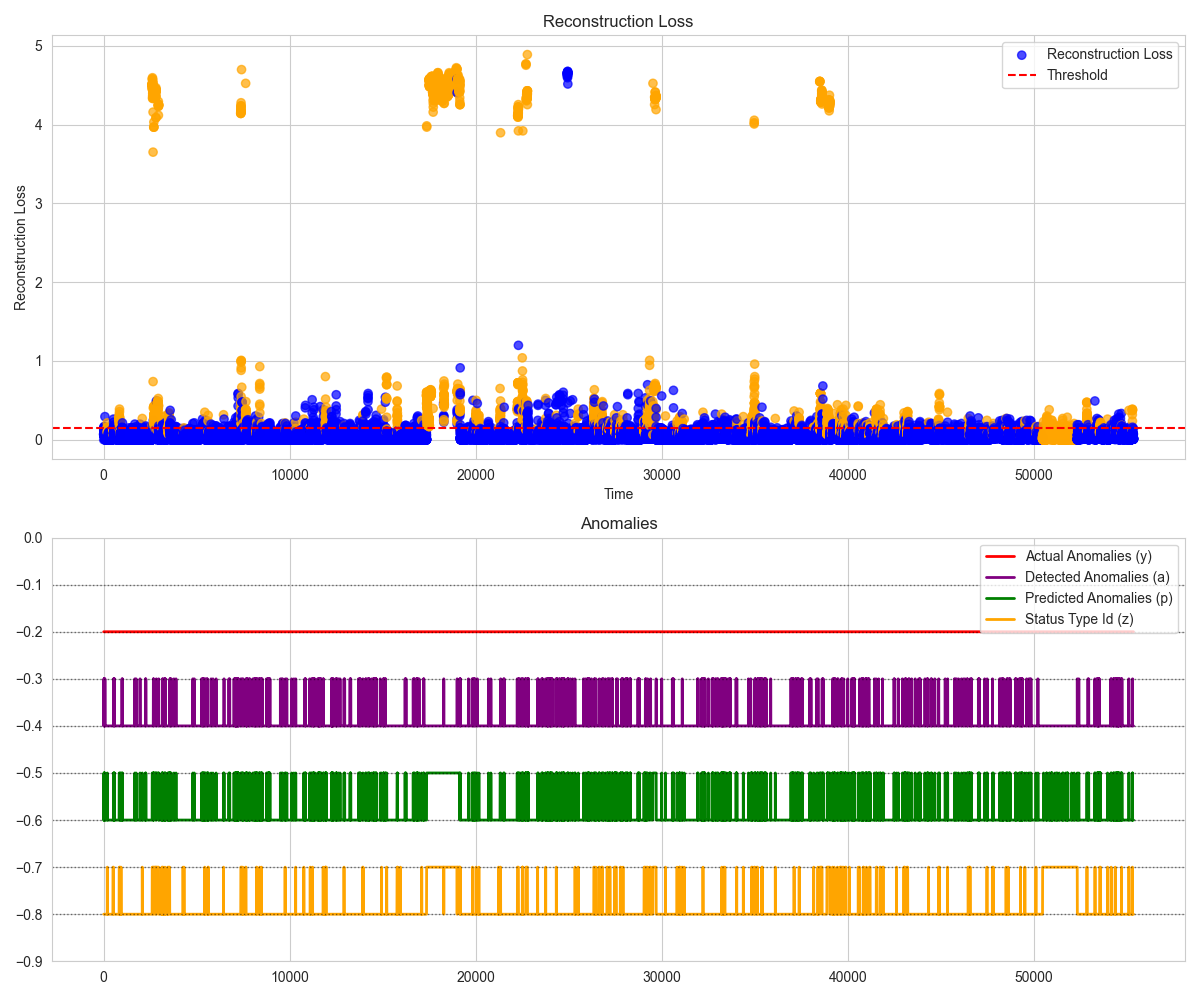 Reconstruction Loss
Reconstruction Loss
5
4
3
2
1
0
Reconstruction Loss
Threshold
0
10000
20000
30000
40000
50000
Time
Anomalies
0.0
−0.1
−0.2
−0.3
−0.4
−0.5
−0.6
−0.7
−0.8
−0.9
Actual Anomalies (y)
Detected Anomalies (a)
Predicted Anomalies (p)
Status Type Id (z)
0
10000
20000
30000
40000
50000